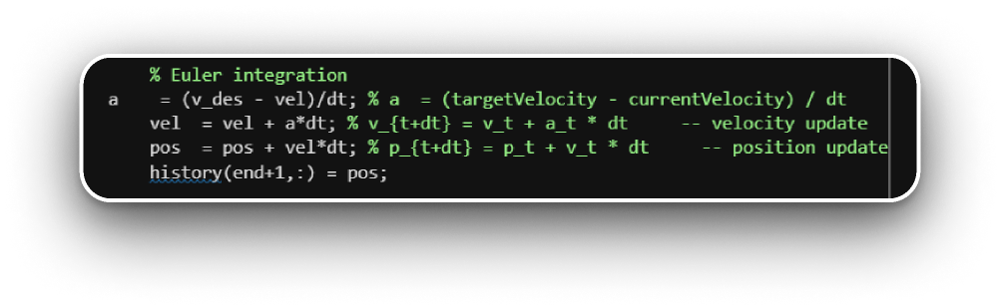 % Euler integration
a = (v_des - vel)/dt; % a = (targetVelocity - currentVelocity) / dt
vel = vel + a*dt; % v_{t+dt} = v_t + a_t * dt -- velocity update
pos = pos + vel*dt; % p_{t+dt} = p_t + v_t * dt -- position update
history(end+1,:) = pos;